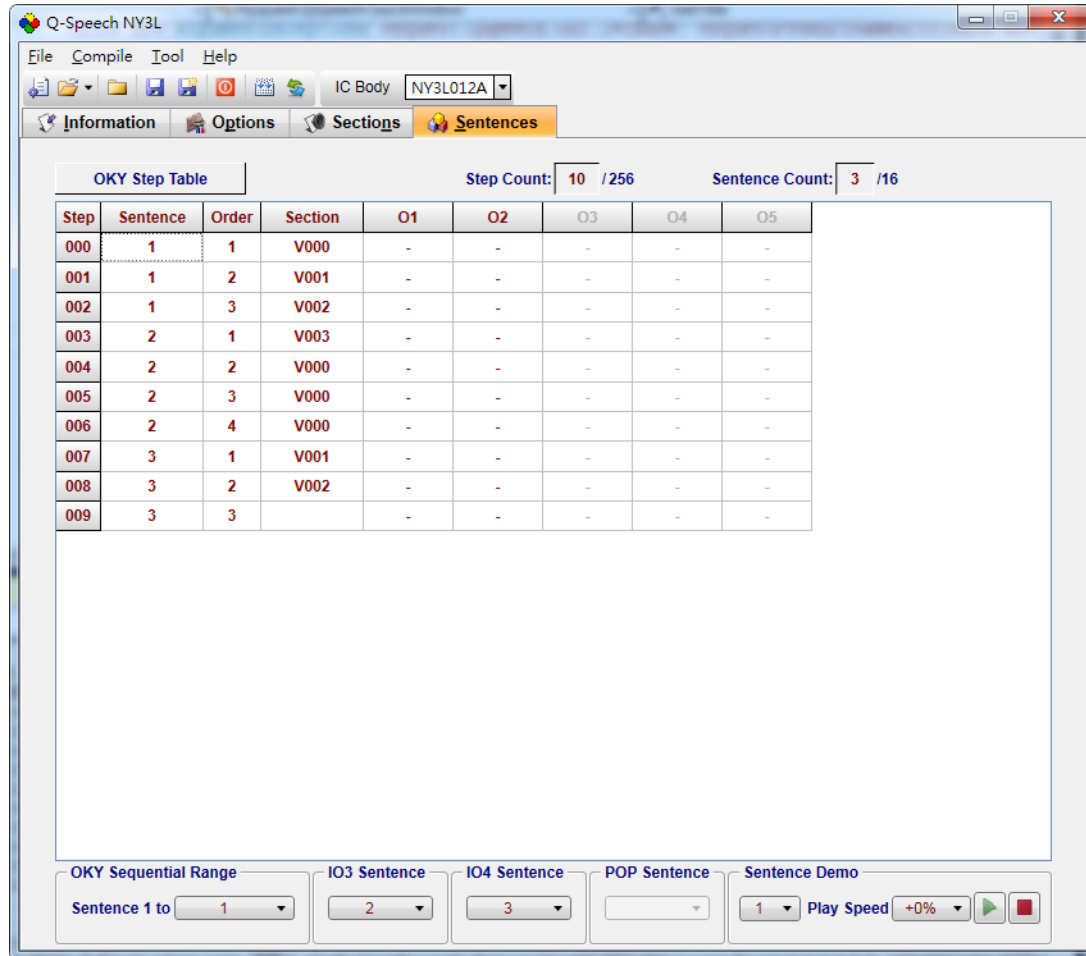 Q-Speech NY3L
File Compile Tool Help
IC Body NY3L012A
Information Options Sections Sentences
OKY Step Table Step Count: 10 /256 Sentence Count: 3 /16
Step Sentence Order Section O1 O2 O3 O4 O5
000 1 1 V000 - - - - -
001 1 2 V001 - - - - -
002 1 3 V002 - - - - -
003 2 1 V003 - - - - -
004 2 2 V000 - - - - -
005 2 3 V000 - - - - -
006 2 4 V000 - - - - -
007 3 1 V001 - - - - -
008 3 2 V002 - - - - -
009 3 3 - - - - -
OKY Sequential Range IO3 Sentence IO4 Sentence POP Sentence Sentence Demo
Sentence 1 to 1 2 3 1 Play Speed +0%